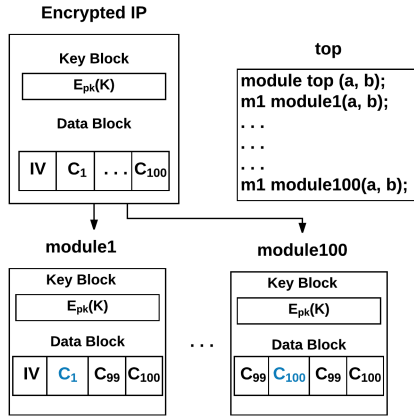 Encrypted IP
Key Block
Epk(K)
Data Block
IV C1 ... C100
top
module top (a, b);
m1 module1(a, b);
. . .
. . .
. . .
m1 module100(a, b);
module1
Key Block
Epk(K)
Data Block
IV C1 C99 C100
. . .
module100
Key Block
Epk(K)
Data Block
C99 C100 C99 C100